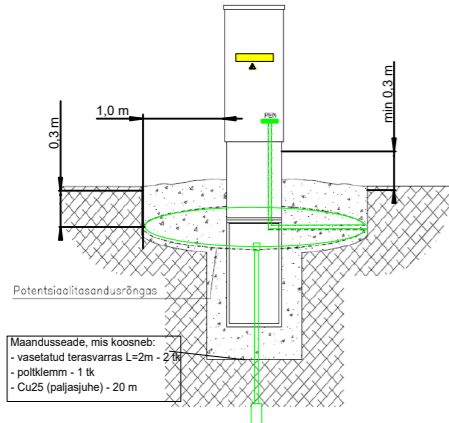 PEN
1,0 m
0,3 m
min 0,3 m
Potentsiaalitasandusrõngas
Maandusseade, mis koosneb:
- vasetatud terasvarras L=2m - 2 tk
- poltklemm - 1 tk
- Cu25 (paljasjuhe) - 20 m